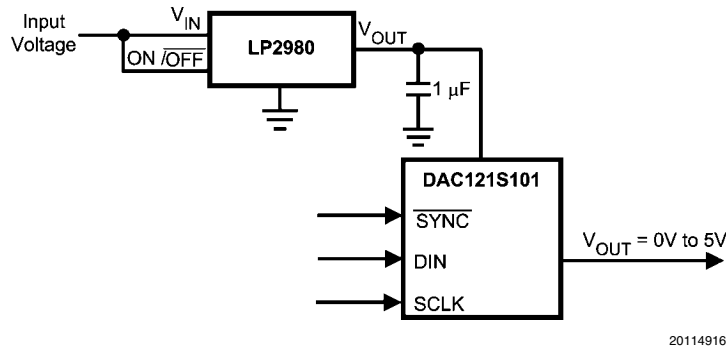 Input
Voltage
V_IN
ON /OFF
LP2980
V_OUT
1 µF
DAC121S101
SYNC
DIN
SCLK
V_OUT = 0V to 5V
20114916